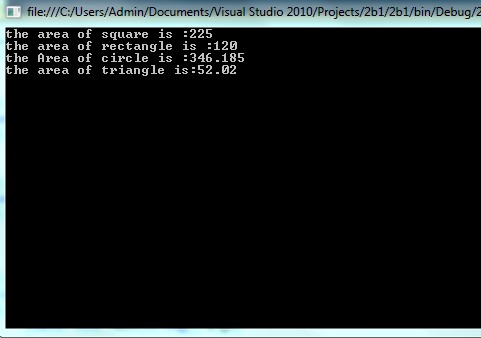 file:///C:/Users/Admin/Documents/Visual Studio 2010/Projects/2b1/2b1/bin/Debug/2
the area of square is :225
the area of rectangle is :120
the Area of circle is :346.185
the area of triangle is:52.02